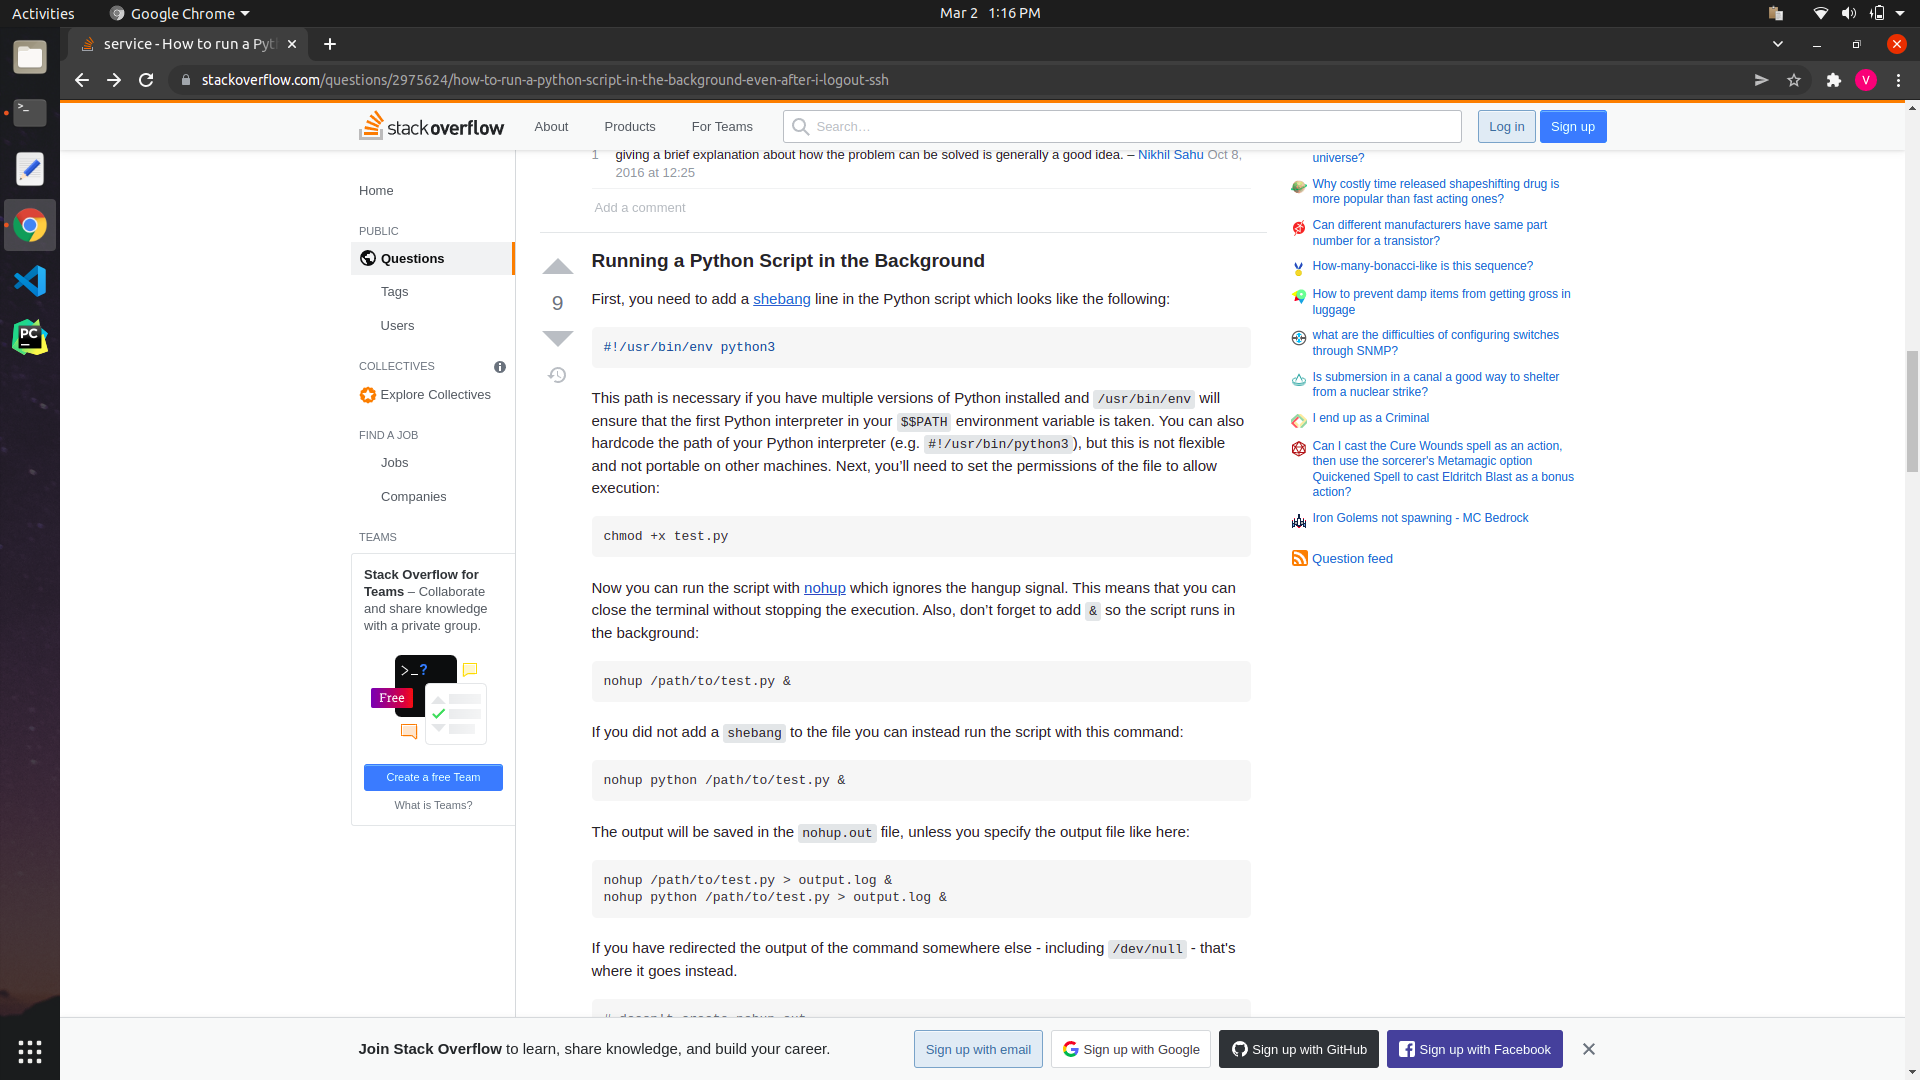 Activities
Google Chrome
Mar 2 1:16 PM
service - How to run a Pyt
stackoverflow.com/questions/2975624/how-to-run-a-python-script-in-the-background-even-after-i-logout-ssh
V
stackoverflow
About
Products
For Teams
Search…
Log in
Sign up
Home
PUBLIC
Questions
Tags
Users
COLLECTIVES
Explore Collectives
FIND A JOB
Jobs
Companies
TEAMS
Stack Overflow for
Teams – Collaborate
and share knowledge
with a private group.
>_?
Free
Create a free Team
What is Teams?
1 giving a brief explanation about how the problem can be solved is generally a good idea. – Nikhil Sahu Oct 8,
2016 at 12:25
Add a comment
9
Running a Python Script in the Background
First, you need to add a shebang line in the Python script which looks like the following:
#!/usr/bin/env python3
This path is necessary if you have multiple versions of Python installed and /usr/bin/env will
ensure that the first Python interpreter in your $$PATH environment variable is taken. You can also
hardcode the path of your Python interpreter (e.g. #!/usr/bin/python3), but this is not flexible
and not portable on other machines. Next, you’ll need to set the permissions of the file to allow
execution:
chmod +x test.py
Now you can run the script with nohup which ignores the hangup signal. This means that you can
close the terminal without stopping the execution. Also, don’t forget to add & so the script runs in
the background:
nohup /path/to/test.py &
If you did not add a shebang to the file you can instead run the script with this command:
nohup python /path/to/test.py &
The output will be saved in the nohup.out file, unless you specify the output file like here:
nohup /path/to/test.py > output.log &
nohup python /path/to/test.py > output.log &
If you have redirected the output of the command somewhere else - including /dev/null - that's
where it goes instead.
# doesn't create nohup.out
universe?
Why costly time released shapeshifting drug is
more popular than fast acting ones?
Can different manufacturers have same part
number for a transistor?
How-many-bonacci-like is this sequence?
How to prevent damp items from getting gross in
luggage
what are the difficulties of configuring switches
through SNMP?
Is submersion in a canal a good way to shelter
from a nuclear strike?
I end up as a Criminal
Can I cast the Cure Wounds spell as an action,
then use the sorcerer's Metamagic option
Quickened Spell to cast Eldritch Blast as a bonus
action?
Iron Golems not spawning - MC Bedrock
Question feed
Join Stack Overflow to learn, share knowledge, and build your career.
Sign up with email
Sign up with Google
Sign up with GitHub
Sign up with Facebook
PC